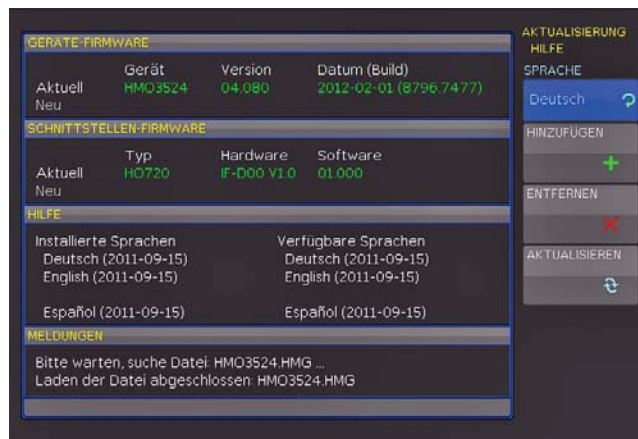 GERÄTE-FIRMWARE
Gerät Version Datum (Build)
Aktuell HMO3524 04.080 2012-02-01 (8796.7477)
Neu
SCHNITTSTELLEN-FIRMWARE
Typ Hardware Software
Aktuell HO720 IF-D00 V1.0 01.000
Neu
HILFE
Installierte Sprachen Verfügbare Sprachen
Deutsch (2011-09-15) Deutsch (2011-09-15)
English (2011-09-15) English (2011-09-15)
Español (2011-09-15) Español (2011-09-15)
MELDUNGEN
Bitte warten, suche Datei: HMO3524.HMG ...
Laden der Datei abgeschlossen: HMO3524.HMG
AKTUALISIERUNG
HILFE
SPRACHE
Deutsch
HINZUFÜGEN
ENTFERNEN
AKTUALISIEREN